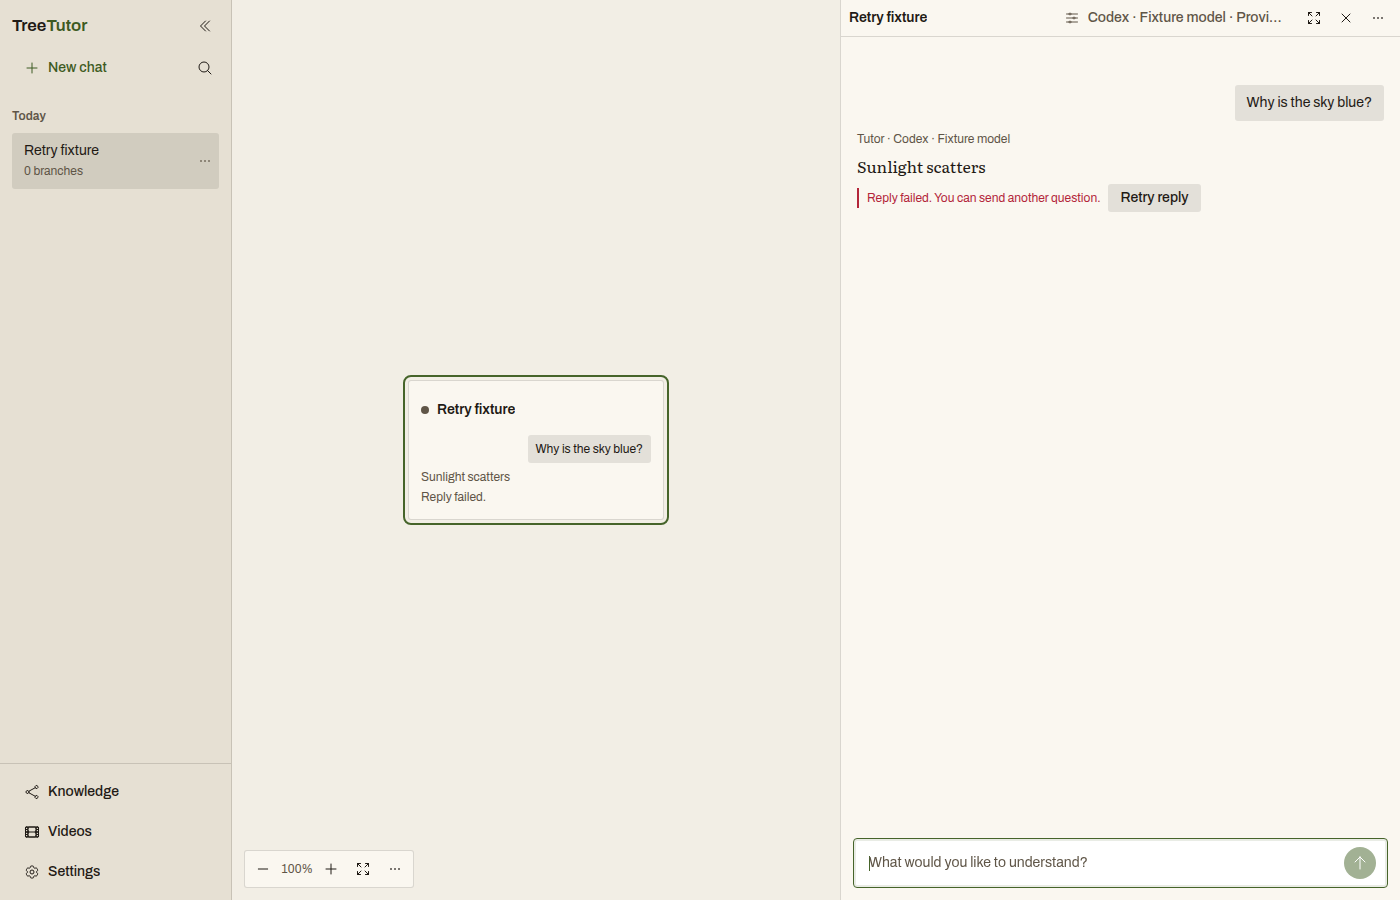 TreeTutor
New chat
Today
Retry fixture
0 branches
Knowledge
Videos
Settings
Retry fixture
Why is the sky blue?
Sunlight scatters
Reply failed.
100%
Retry fixture
Codex · Fixture model · Provi...
Why is the sky blue?
Tutor · Codex · Fixture model
Sunlight scatters
Reply failed. You can send another question.
Retry reply
What would you like to understand?